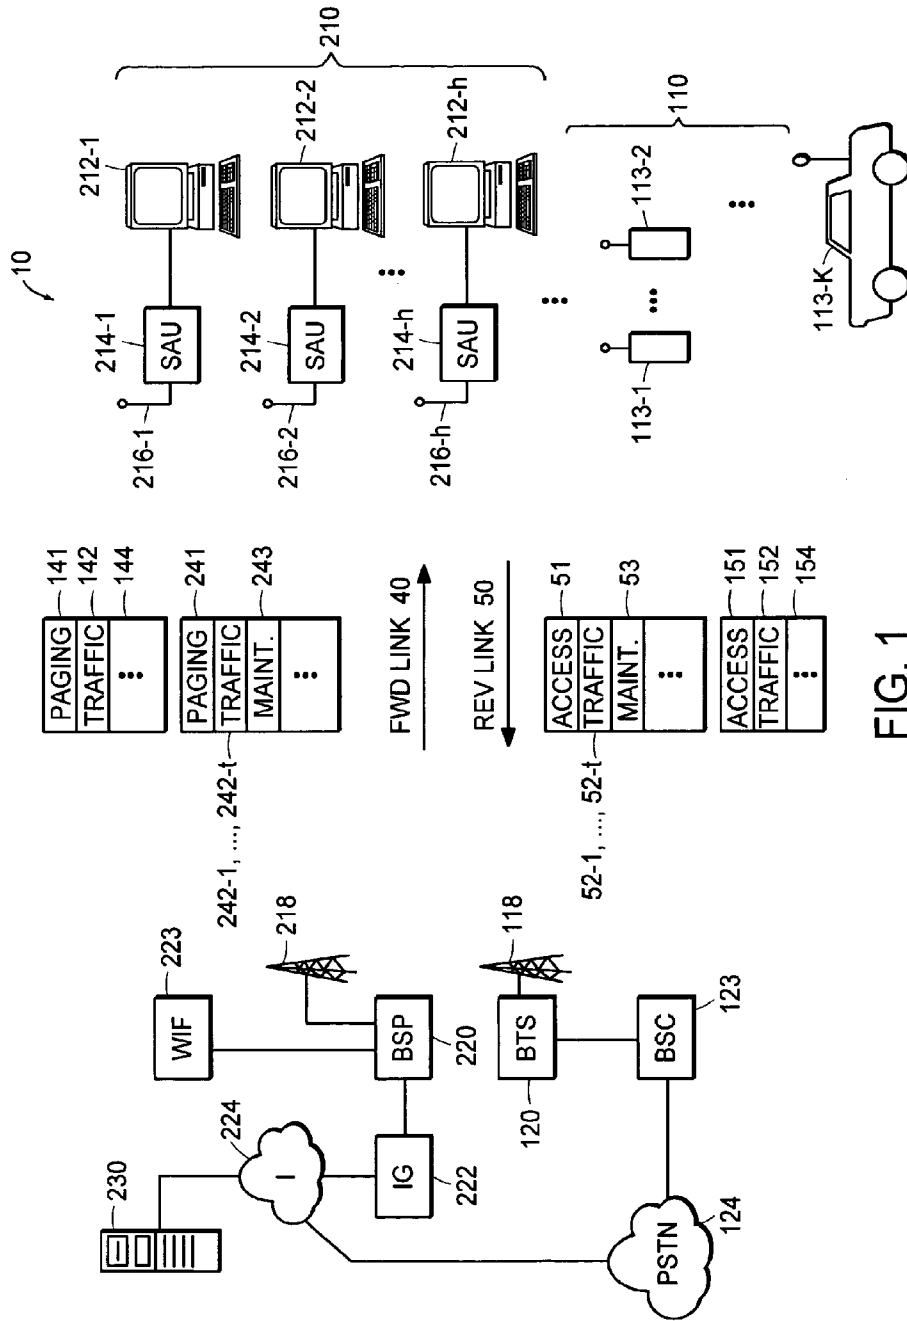 10
212-1
212-2
212-h
210
214-1
SAU
214-2
SAU
214-h
SAU
216-1
216-2
216-h
110
113-1
113-2
113-K
PAGING 141
TRAFFIC 142
144
PAGING 241
TRAFFIC
MAINT. 243
242-1, ..., 242-t
FWD LINK 40
REV LINK 50
ACCESS 51
TRAFFIC
MAINT. 53
52-1, ..., 52-t
ACCESS 151
TRAFFIC 152
154
WIF 223
218
118
BSP
220
BTS
120
BSC 123
230
224
I
IG
222
PSTN
124
FIG. 1